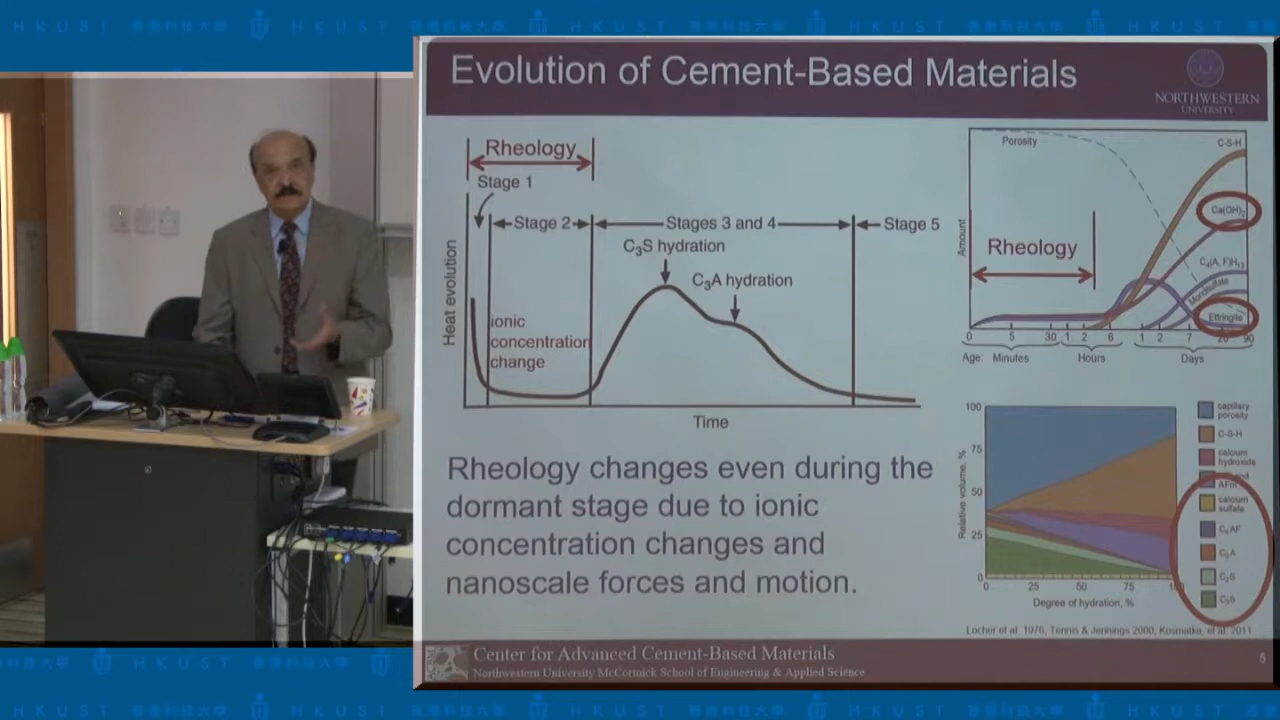 HKUST 香港科技大學 HKUST 香港科技大學 HKUST 香港科技大學 HKUST
Evolution of Cement-Based Materials
NORTHWESTERN
UNIVERSITY
Rheology
Stage 1
Stage 2
Stages 3 and 4
Stage 5
C₃S hydration
C₃A hydration
Heat evolution
ionic
concentration
change
Time
Porosity
C-S-H
Ca(OH)₂
Rheology
Amount
C₄(A, F)H₁₃
Monosulfate
Ettringite
0 5 30 1 2 6 1 2 7 28 90
Age: Minutes Hours Days
Rheology changes even during the
dormant stage due to ionic
concentration changes and
nanoscale forces and motion.
100
75
50
25
0
Relative volume, %
0 25 50 75
Degree of hydration, %
capillary
porosity
C-S-H
calcium
hydroxide
AFm
calcium
sulfate
C₄AF
C₃A
C₂S
C₃S
Locher et al. 1976, Tennis & Jennings 2000, Kosmatka, et al. 2011
Center for Advanced Cement-Based Materials
Northwestern University McCormick School of Engineering & Applied Science
5
香港科技大學 HKUST 香港科技大學
HKUST 香港科技大學 HKUST 香港科技大學 HKUST 香港科技大學 HKUST